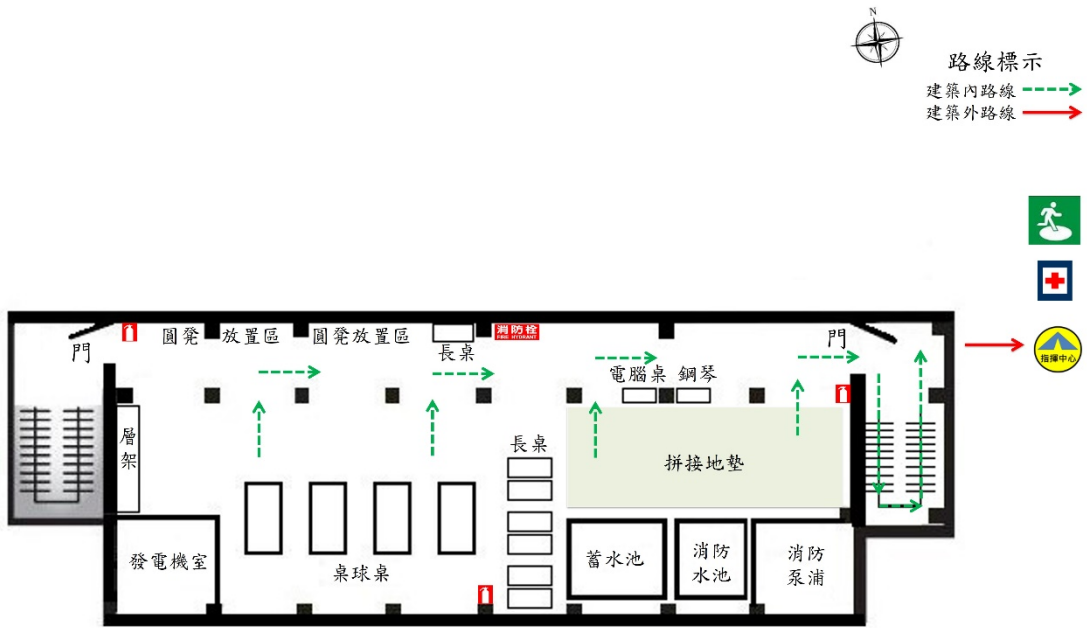 N
路線標示
建築內路線
建築外路線
指揮中心
圓凳 放置區 圓凳放置區
消防栓
FIRE HYDRANT
門
長桌
門
電腦桌 鋼琴
層架
長桌
拼接地墊
發電機室
桌球桌
蓄水池
消防水池
消防泵浦